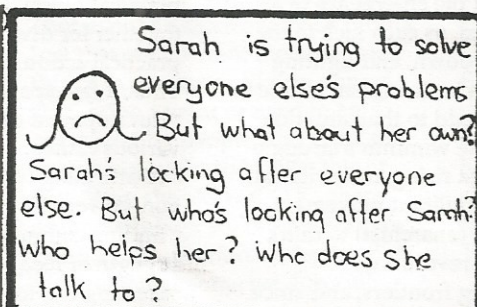 Sarah is trying to solve
everyone else's problems
But what about her own?
Sarah's looking after everyone
else. But who's looking after Sarah?
Who helps her? Who does she
talk to?